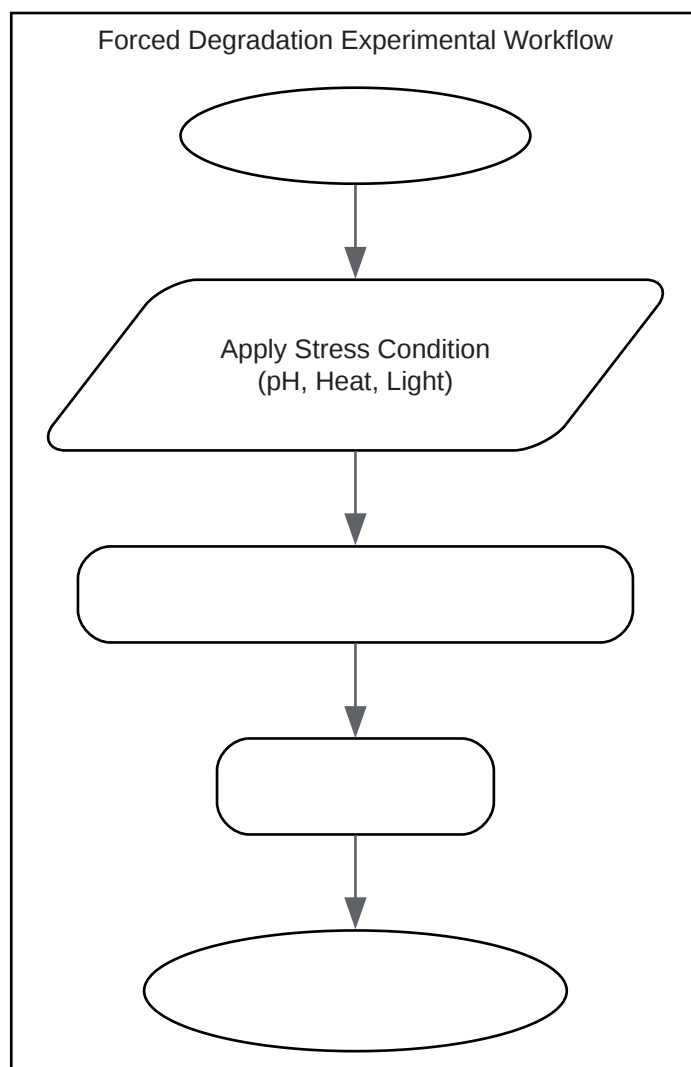 Forced Degradation Experimental Workflow
Apply Stress Condition
(pH, Heat, Light)